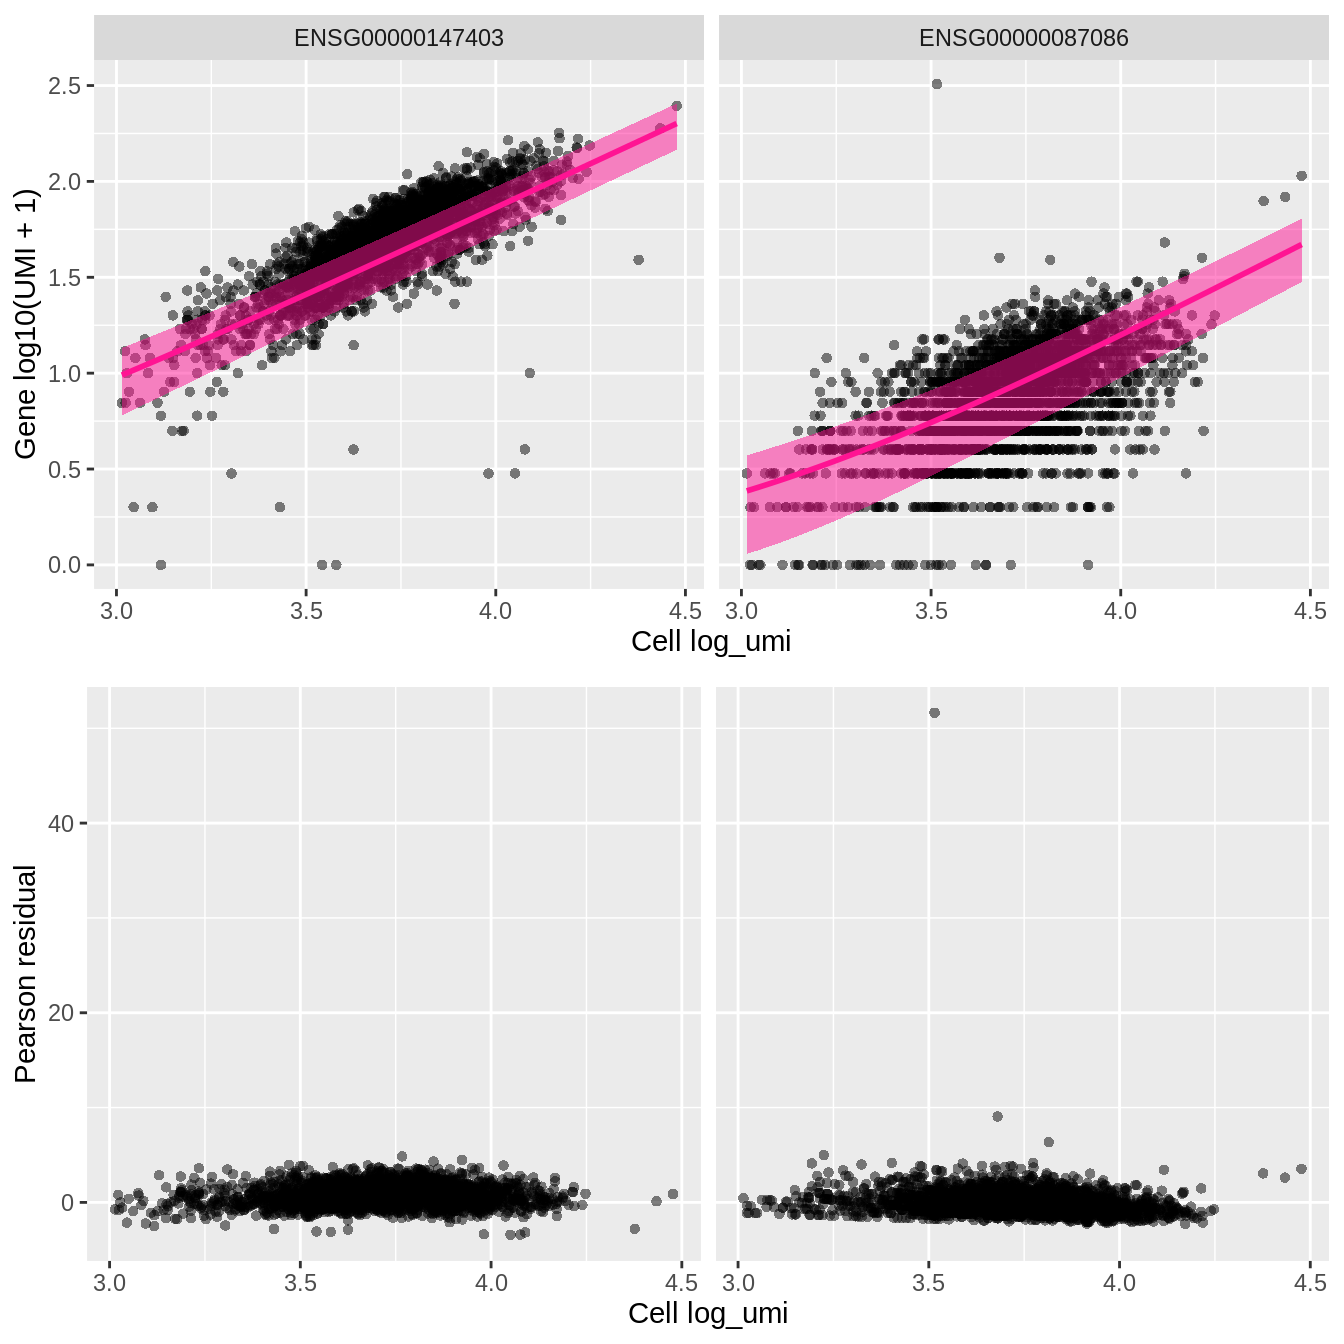 ENSG00000147403 ENSG00000087086
Gene log10(UMI + 1)
2.5
2.0
1.5
1.0
0.5
0.0
3.0 3.5 4.0 4.5 3.0 3.5 4.0 4.5
Cell log_umi
Pearson residual
40
20
0
3.0 3.5 4.0 4.5 3.0 3.5 4.0 4.5
Cell log_umi